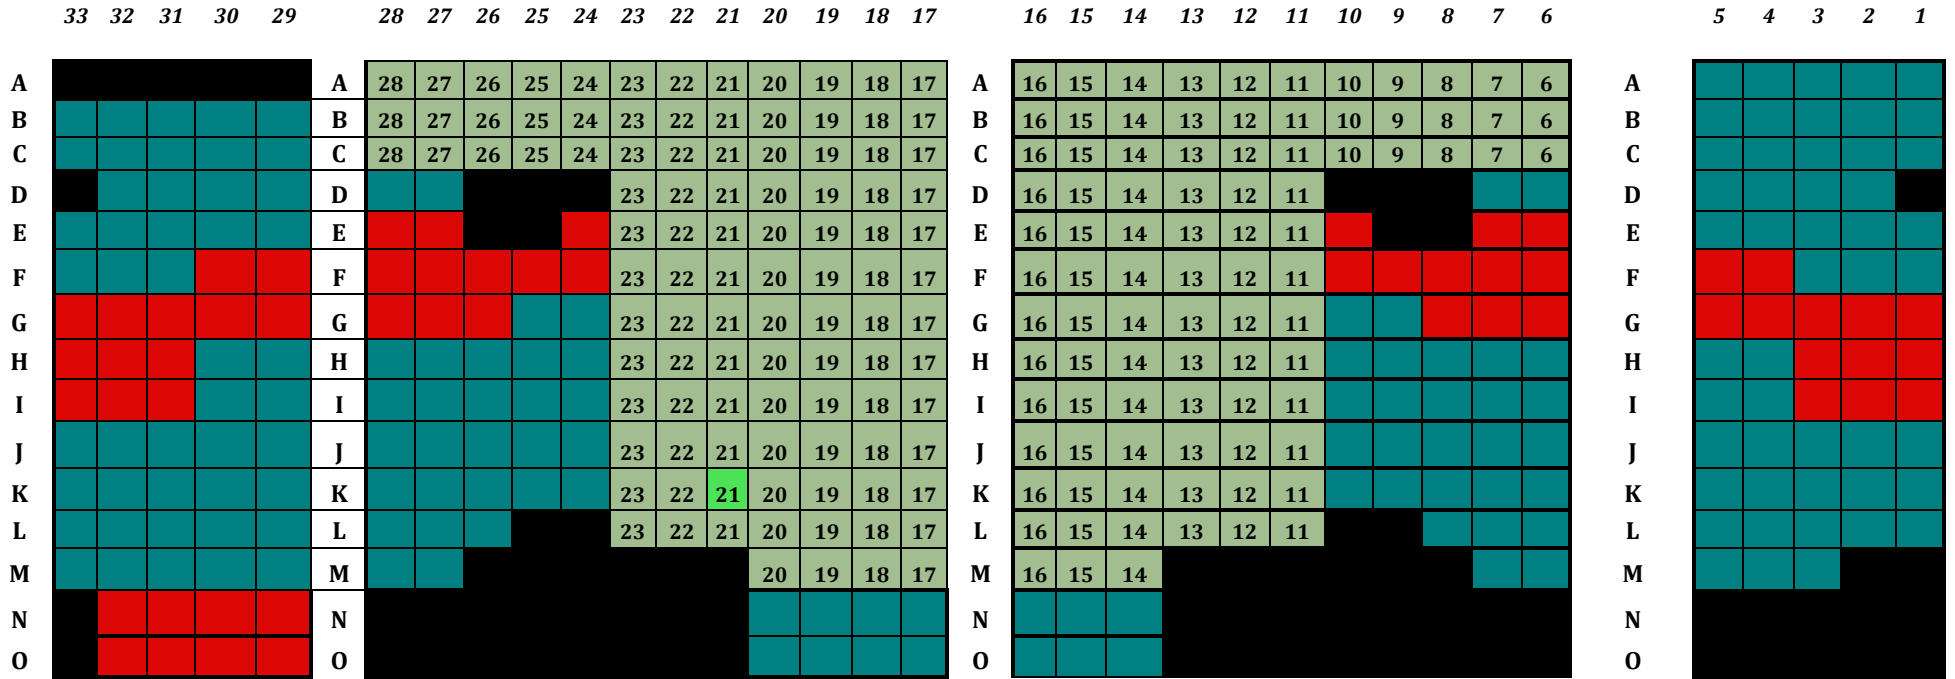 33 32 31 30 29 28 27 26 25 24 23 22 21 20 19 18 17 16 15 14 13 12 11 10 9 8 7 6 5 4 3 2 1
A A 28 27 26 25 24 23 22 21 20 19 18 17 A 16 15 14 13 12 11 10 9 8 7 6 A
B B 28 27 26 25 24 23 22 21 20 19 18 17 B 16 15 14 13 12 11 10 9 8 7 6 B
C C 28 27 26 25 24 23 22 21 20 19 18 17 C 16 15 14 13 12 11 10 9 8 7 6 C
D D 23 22 21 20 19 18 17 D 16 15 14 13 12 11 D
E E 23 22 21 20 19 18 17 E 16 15 14 13 12 11 E
F F 23 22 21 20 19 18 17 F 16 15 14 13 12 11 F
G G 23 22 21 20 19 18 17 G 16 15 14 13 12 11 G
H H 23 22 21 20 19 18 17 H 16 15 14 13 12 11 H
I I 23 22 21 20 19 18 17 I 16 15 14 13 12 11 I
J J 23 22 21 20 19 18 17 J 16 15 14 13 12 11 J
K K 23 22 21 20 19 18 17 K 16 15 14 13 12 11 K
L L 23 22 21 20 19 18 17 L 16 15 14 13 12 11 L
M M 20 19 18 17 M 16 15 14 M
N N N N
O O O O